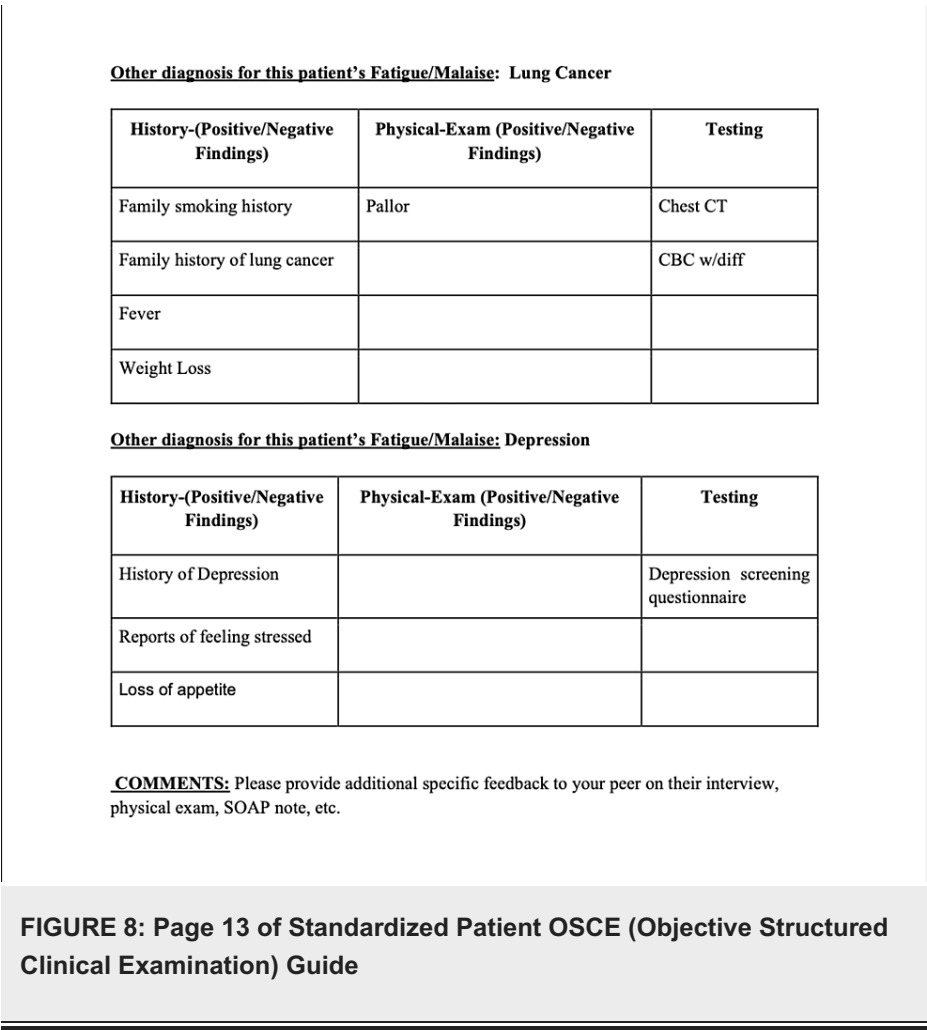 Other diagnosis for this patient’s Fatigue/Malaise: Lung Cancer
History-(Positive/Negative Findings) Physical-Exam (Positive/Negative Findings) Testing
Family smoking history Pallor Chest CT
Family history of lung cancer CBC w/diff
Fever
Weight Loss
Other diagnosis for this patient’s Fatigue/Malaise: Depression
History-(Positive/Negative Findings) Physical-Exam (Positive/Negative Findings) Testing
History of Depression Depression screening questionnaire
Reports of feeling stressed
Loss of appetite
COMMENTS: Please provide additional specific feedback to your peer on their interview,
physical exam, SOAP note, etc.
FIGURE 8: Page 13 of Standardized Patient OSCE (Objective Structured
Clinical Examination) Guide